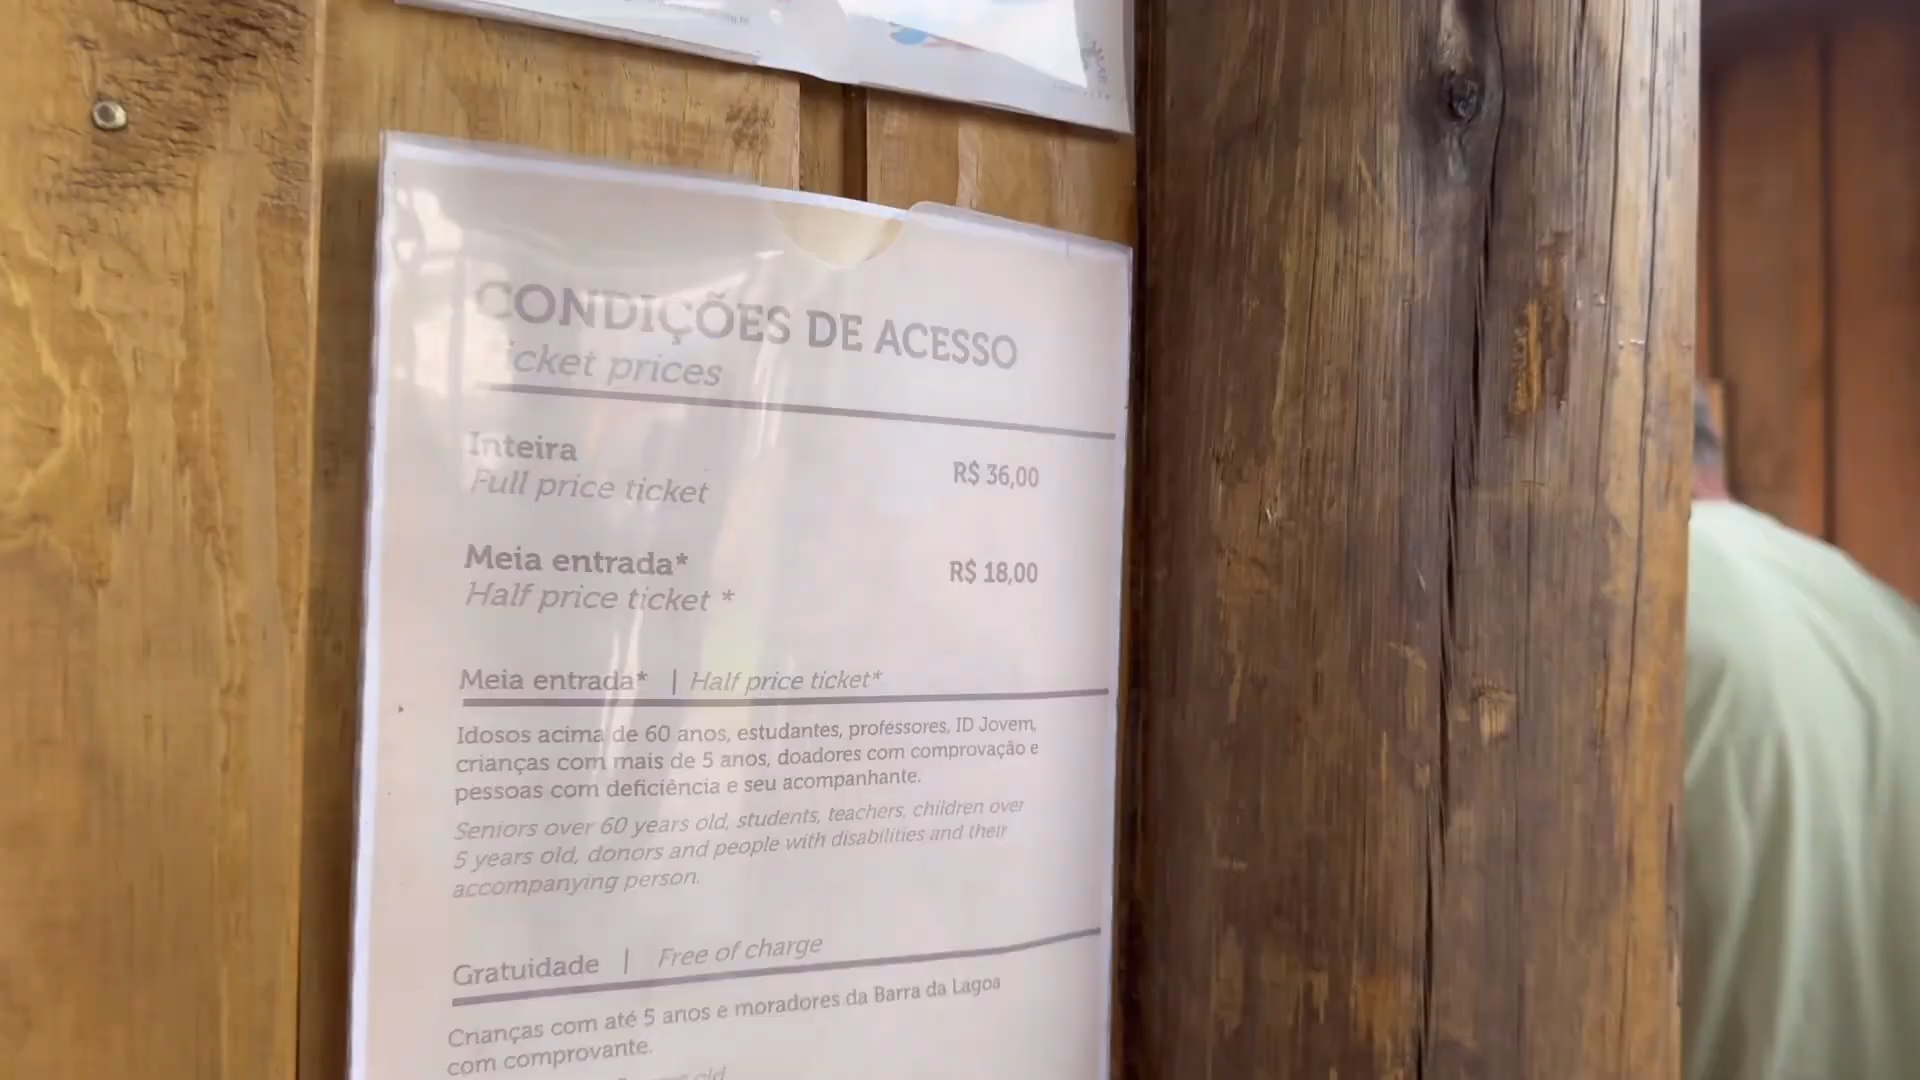 CONDIÇÕES DE ACESSO
icket prices
Inteira
Full price ticket
R$ 36,00
Meia entrada*
Half price ticket *
R$ 18,00
Meia entrada* | Half price ticket*
Idosos acima de 60 anos, estudantes, professores, ID Jovem,
crianças com mais de 5 anos, doadores com comprovação e
pessoas com deficiência e seu acompanhante.
Seniors over 60 years old, students, teachers, children over
5 years old, donors and people with disabilities and their
accompanying person.
Gratuidade | Free of charge
Crianças com até 5 anos e moradores da Barra da Lagoa
com comprovante.
old